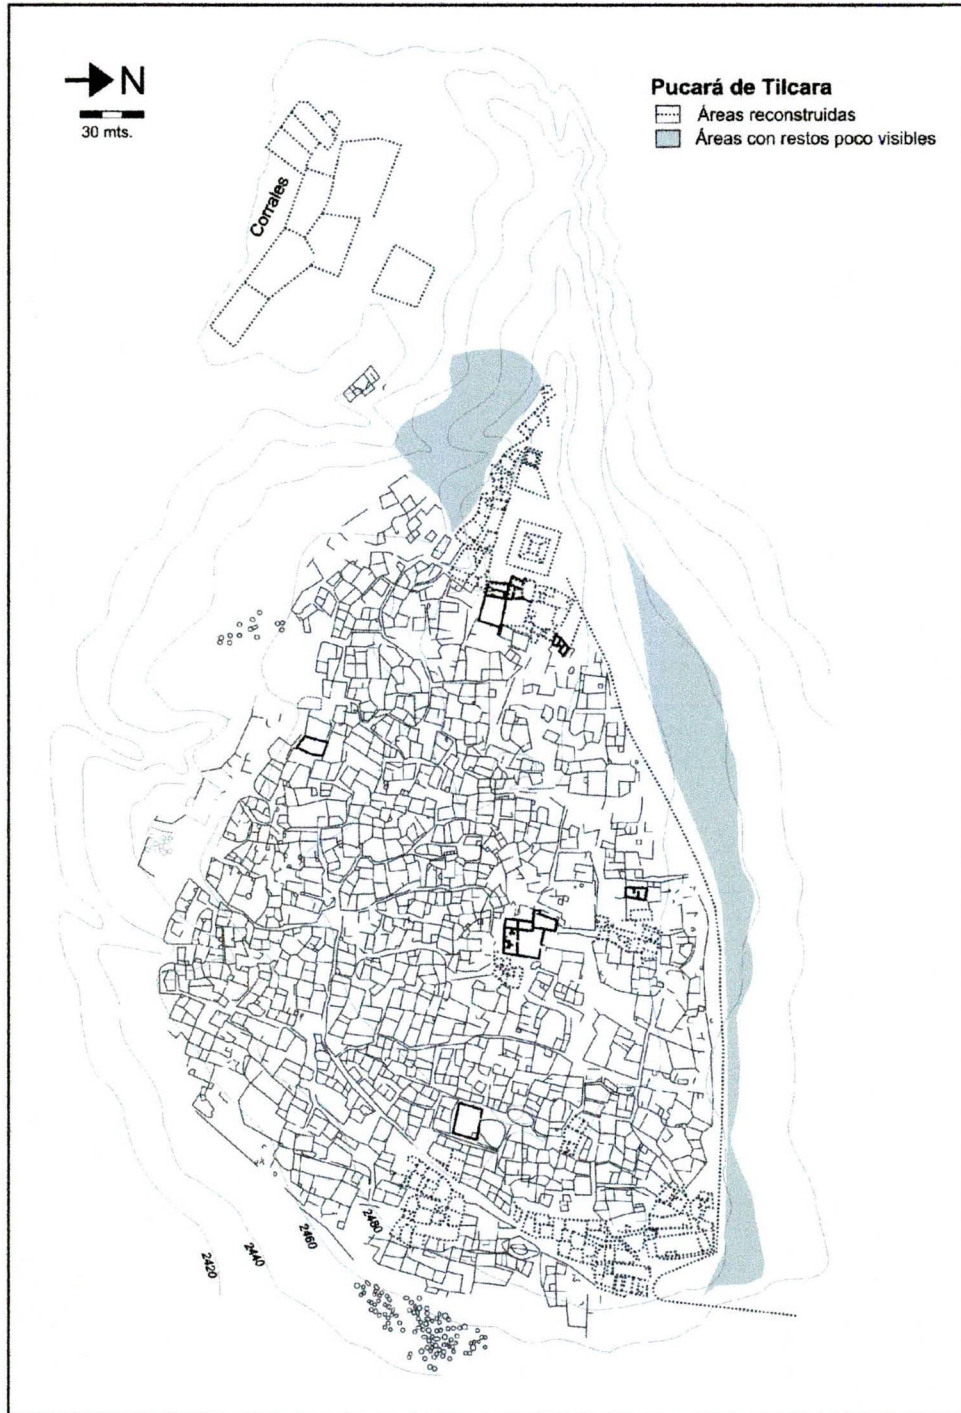 N
30 mts.
Pucará de Tilcara
Áreas reconstruidas
Áreas con restos poco visibles
Corrales
2480
2460
2440
2420